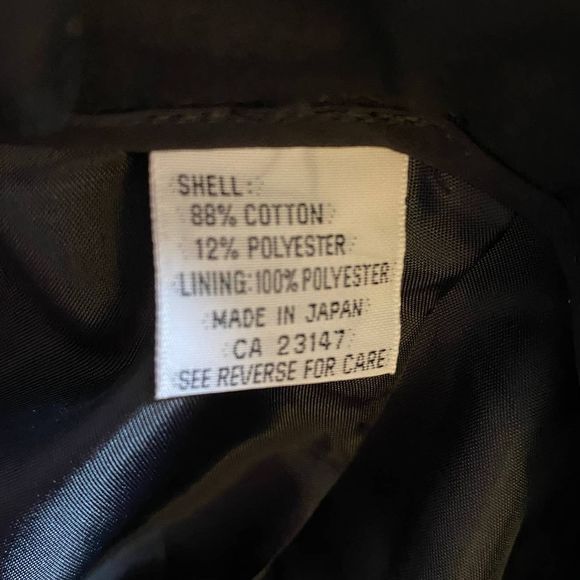 SHELL:
88% COTTON
12% POLYESTER
LINING:100% POLYESTER
MADE IN JAPAN
CA 23147
SEE REVERSE FOR CARE